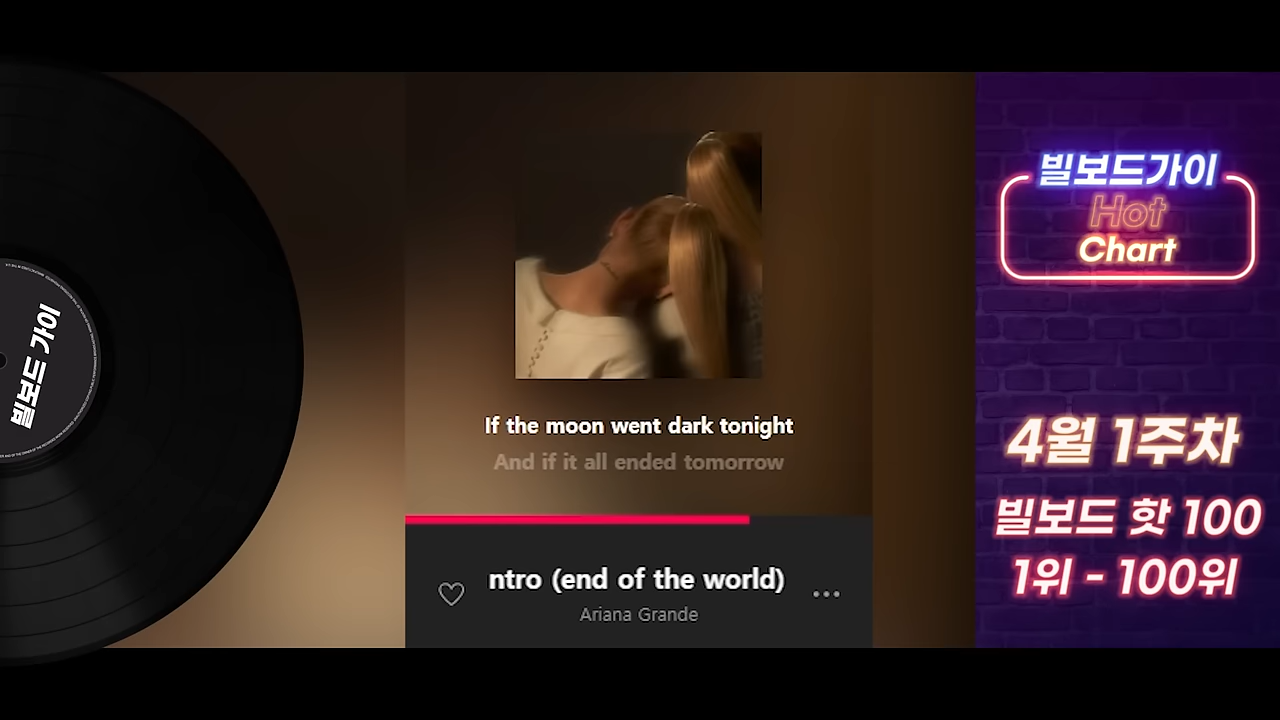 빌보드 가이
If the moon went dark tonight
And if it all ended tomorrow
ntro (end of the world)
Ariana Grande
빌보드가이
Hot
Chart
4월 1주차
빌보드 핫 100
1위 - 100위